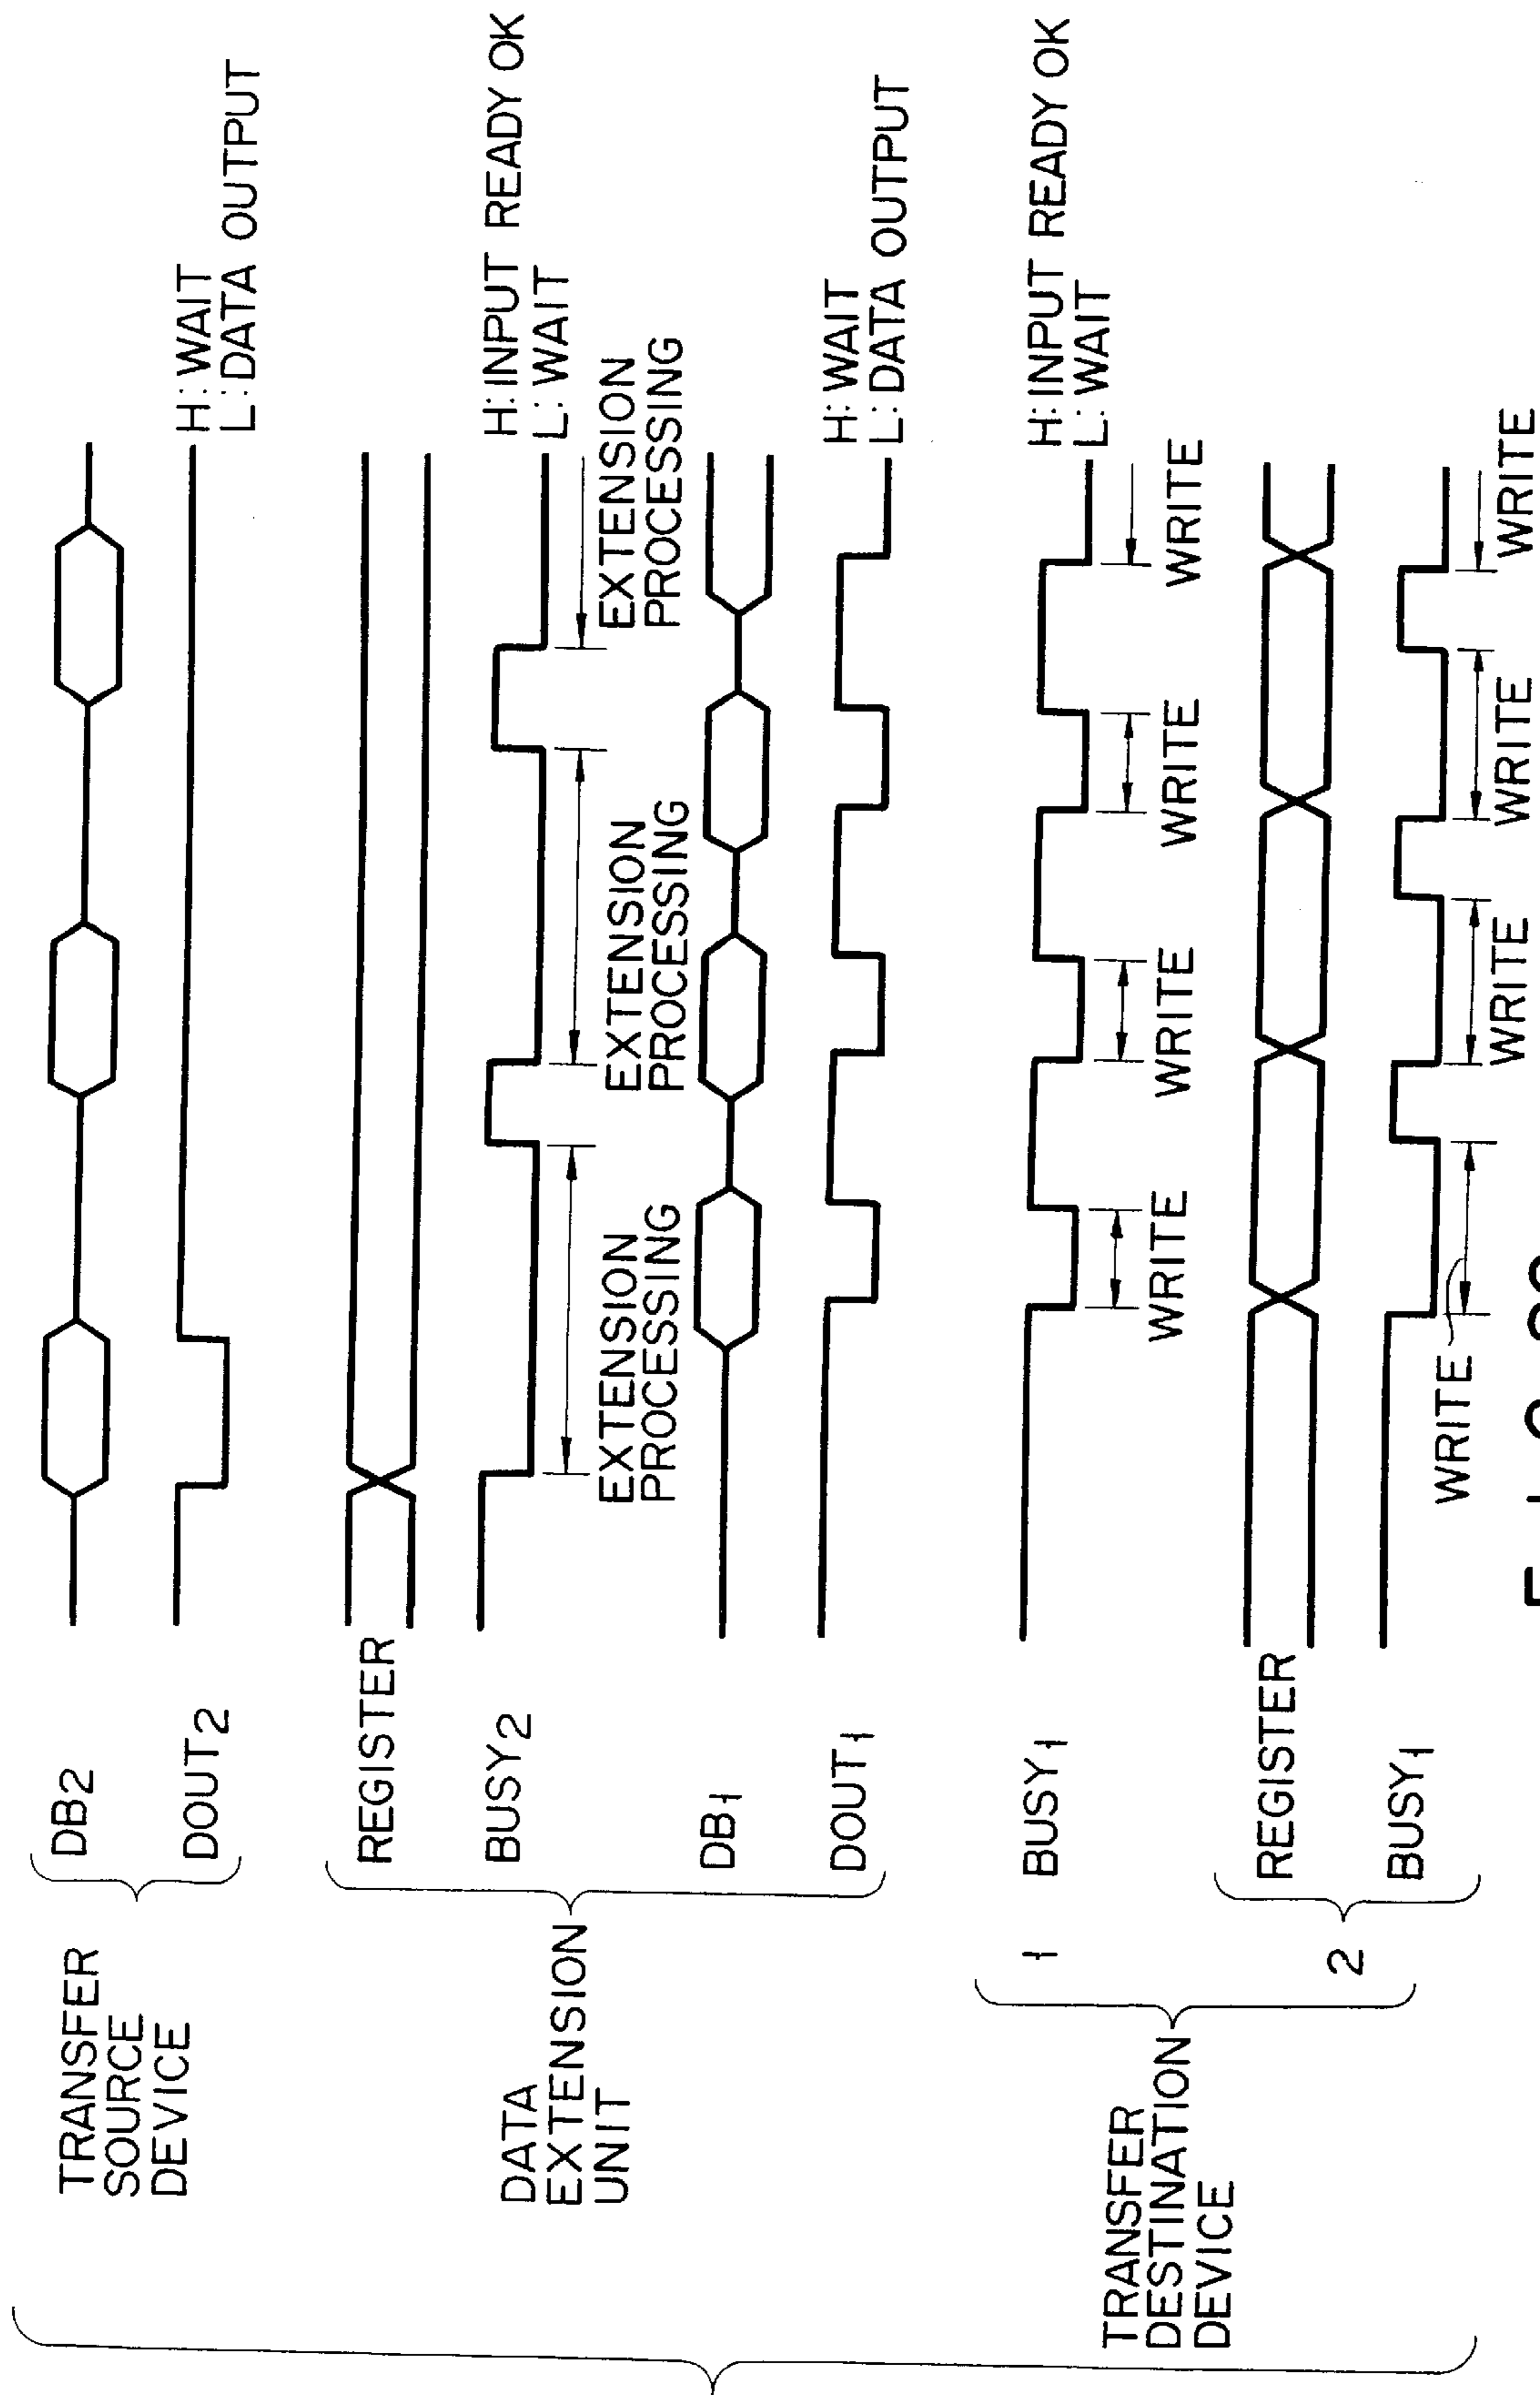 TRANSFER
SOURCE
DEVICE
DB2
DOUT2
H: WAIT
L: DATA OUTPUT
DATA
EXTENSION
UNIT
REGISTER
BUSY2
H: INPUT READY OK
L: WAIT
EXTENSION
PROCESSING
EXTENSION
PROCESSING
EXTENSION
PROCESSING
DB1
DOUT1
H: WAIT
L: DATA OUTPUT
TRANSFER
DESTINATION
DEVICE
1
BUSY1
H: INPUT READY OK
L: WAIT
WRITE
WRITE
WRITE
WRITE
2
REGISTER
BUSY1
WRITE
WRITE
WRITE
WRITE